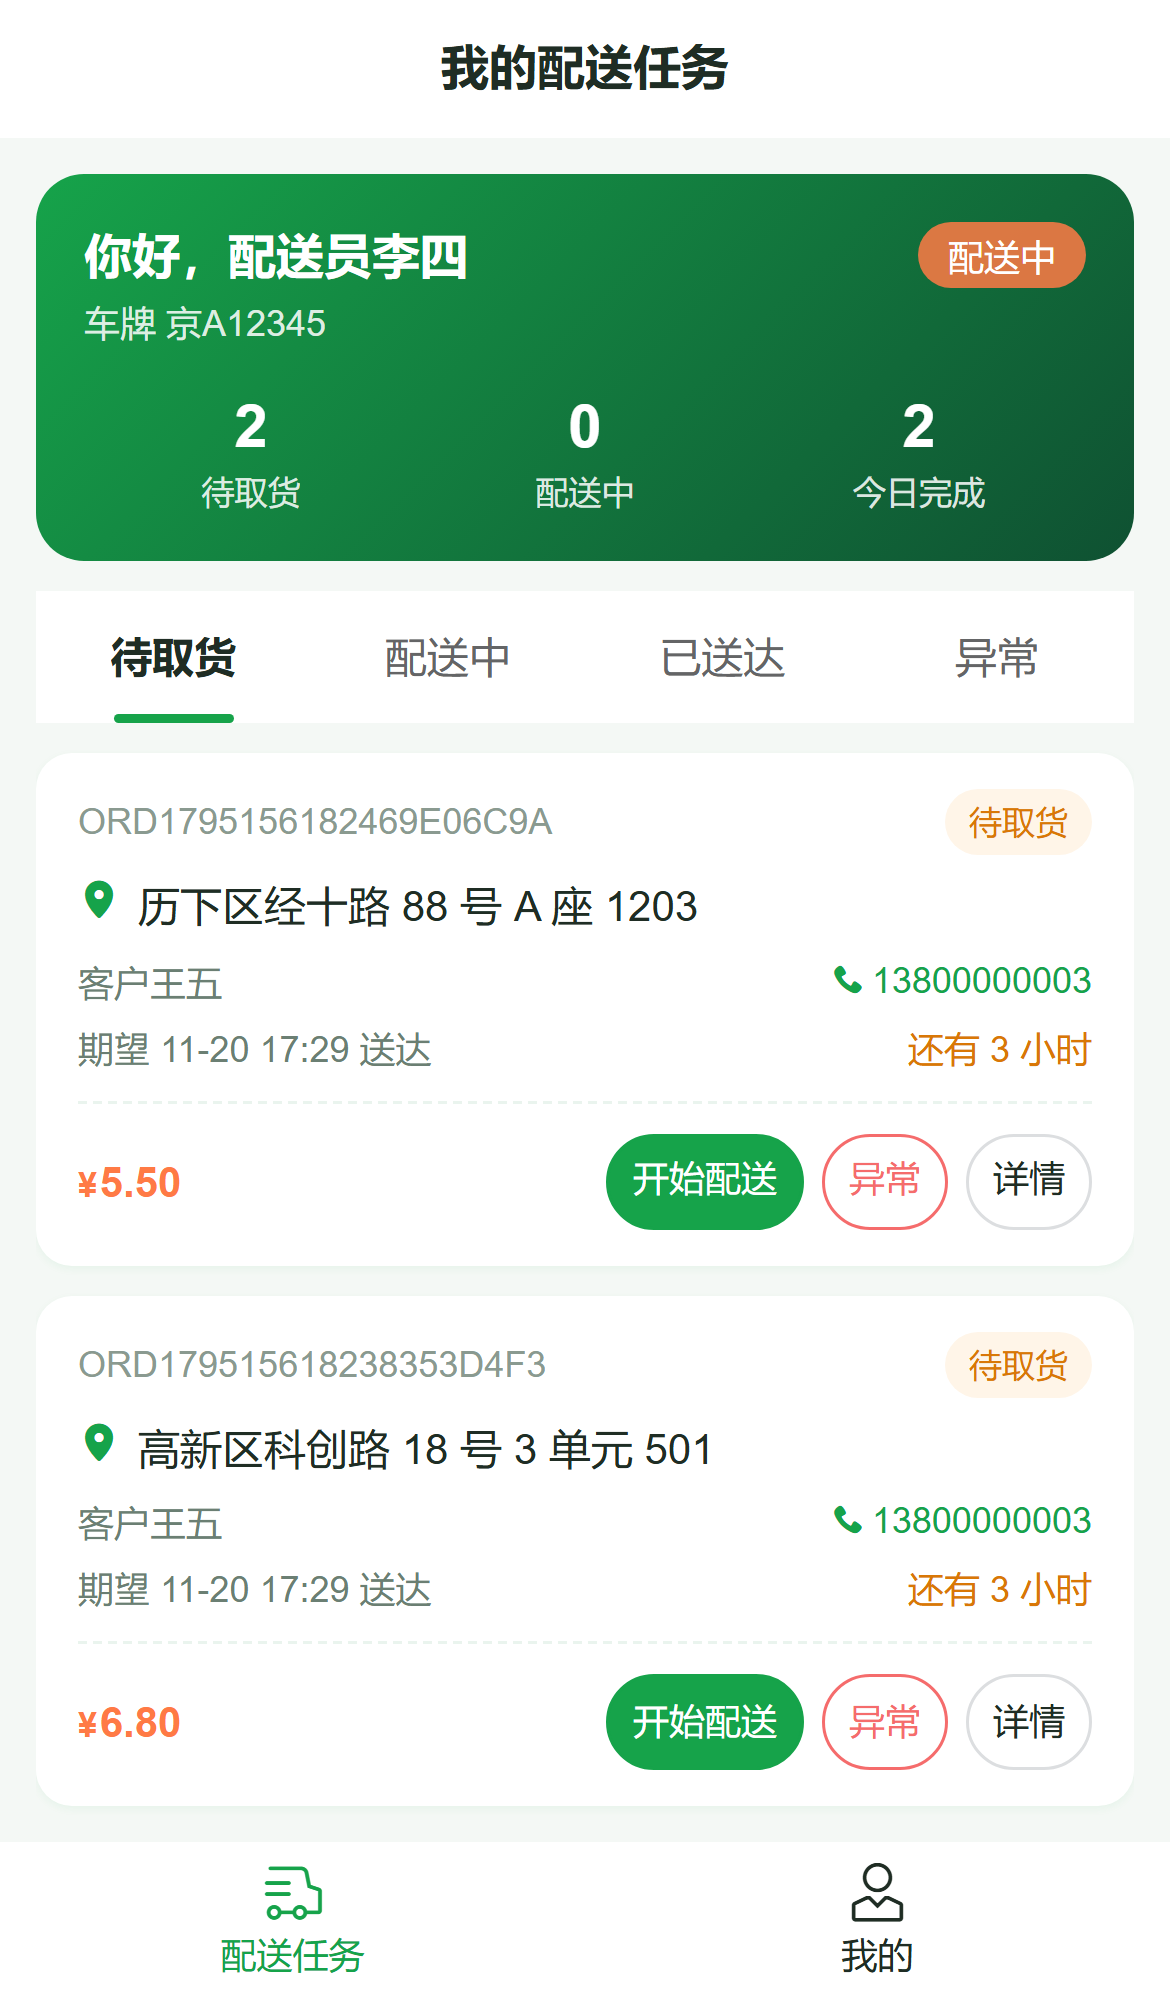 我的配送任务
你好，配送员李四
配送中
车牌 京A12345
2 0 2
待取货 配送中 今日完成
待取货 配送中 已送达 异常
ORD1795156182469E06C9A 待取货
历下区经十路 88 号 A 座 1203
客户王五 13800000003
期望 11-20 17:29 送达 还有 3 小时
¥5.50 开始配送 异常 详情
ORD179515618238353D4F3 待取货
高新区科创路 18 号 3 单元 501
客户王五 13800000003
期望 11-20 17:29 送达 还有 3 小时
¥6.80 开始配送 异常 详情
配送任务 我的